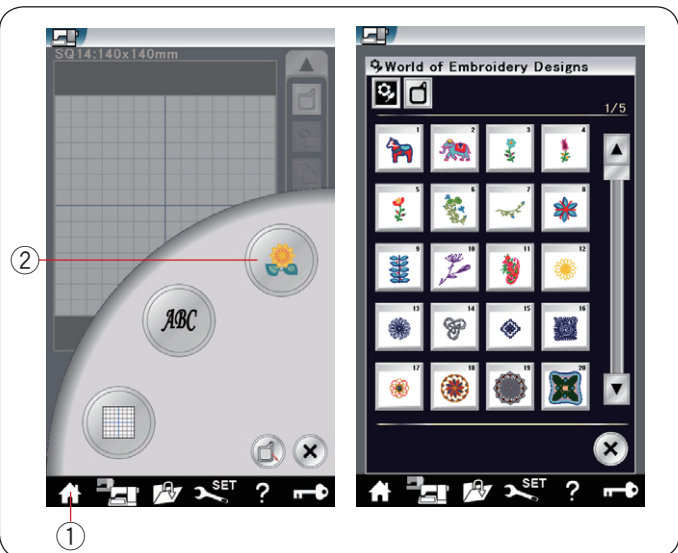 SQ14:140x140mm
②
ABC
SET
?
①
World of Embroidery Designs
1/5
1 2 3 4
5 6 7 8
9 10 11 12
13 14 15 16
17 18 19 20
SET
?